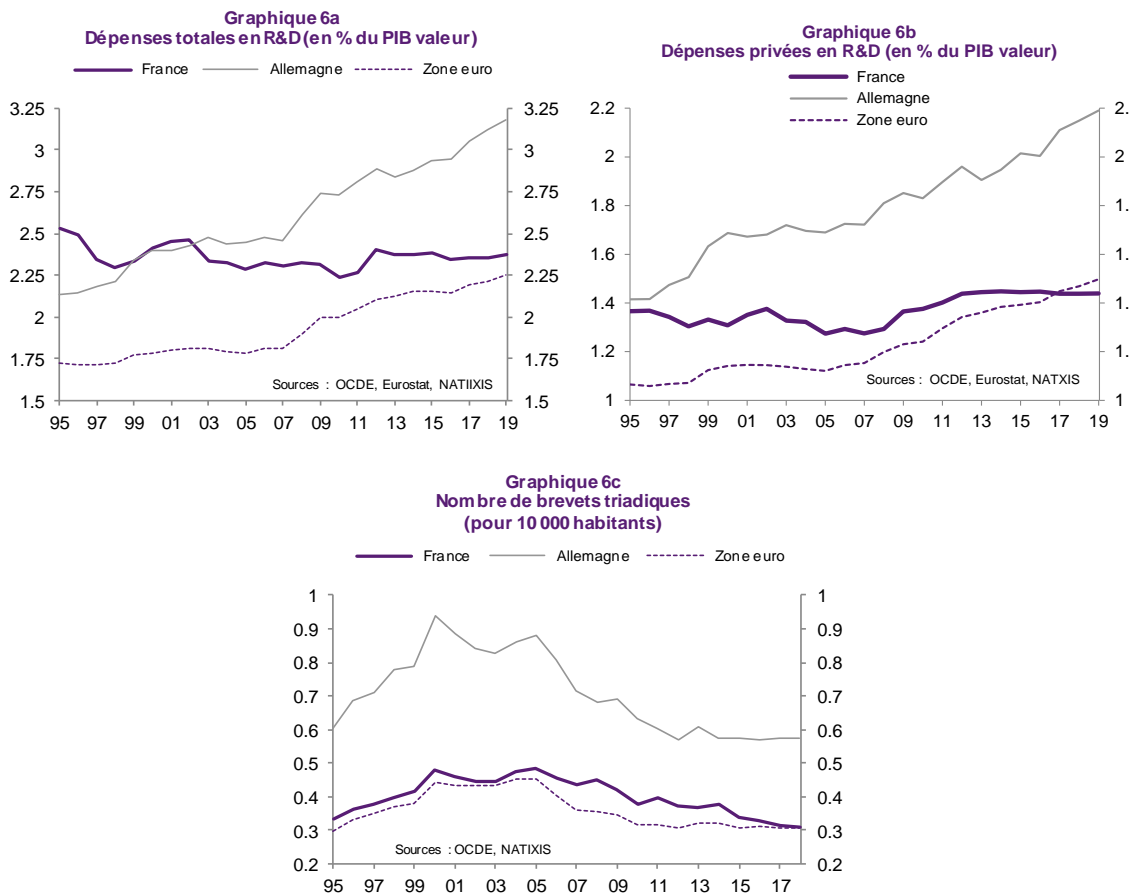 Graphique 6a
Dépenses totales en R&D (en % du PIB valeur)
France Allemagne Zone euro
3.25 3.25
3 3
2.75 2.75
2.5 2.5
2.25 2.25
2 2
1.75 1.75
Sources : OCDE, Eurostat, NATIIXIS
1.5 1.5
95 97 99 01 03 05 07 09 11 13 15 17 19
Graphique 6b
Dépenses privées en R&D (en % du PIB valeur)
France
Allemagne
Zone euro
2.2 2.
2 2
1.8 1.
1.6 1.
1.4 1.
1.2 1.
Sources : OCDE, Eurostat, NATXIS
1 1
95 97 99 01 03 05 07 09 11 13 15 17 19
Graphique 6c
Nombre de brevets triadiques
(pour 10 000 habitants)
France Allemagne Zone euro
1 1
0.9 0.9
0.8 0.8
0.7 0.7
0.6 0.6
0.5 0.5
0.4 0.4
0.3 0.3
Sources : OCDE, NATIXIS
0.2 0.2
95 97 99 01 03 05 07 09 11 13 15 17